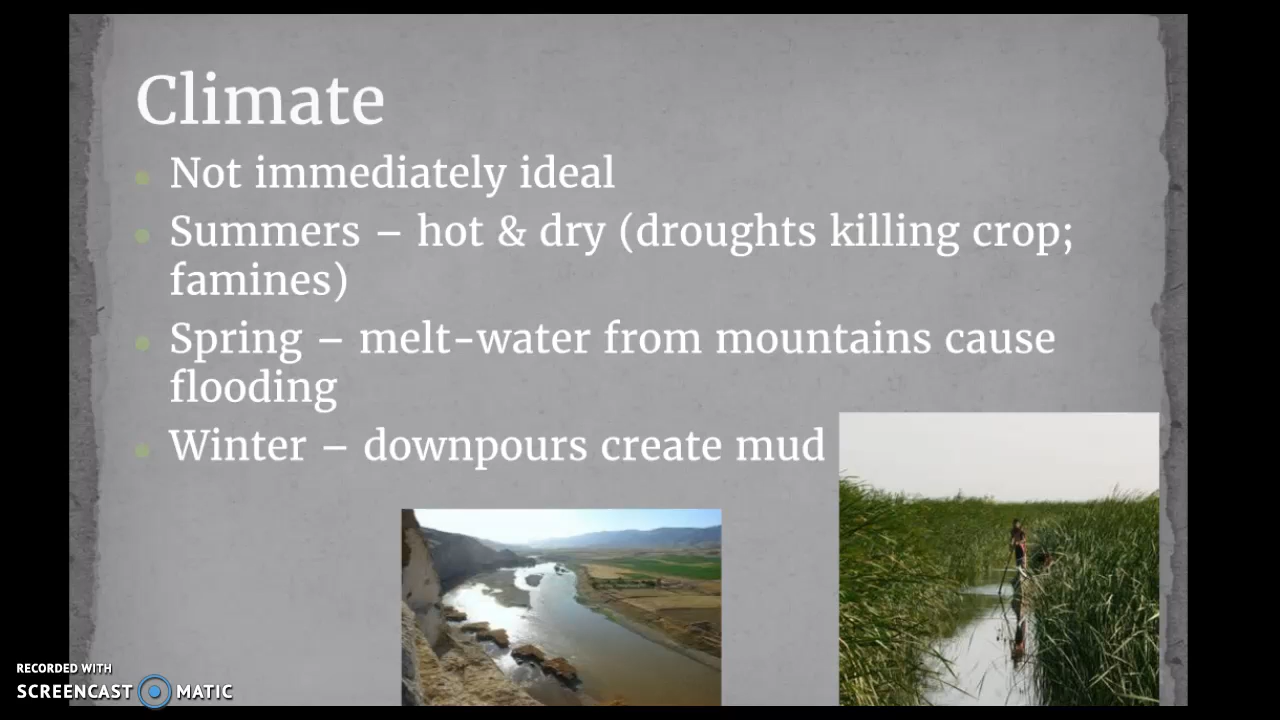 Climate
Not immediately ideal
Summers – hot & dry (droughts killing crop;
famines)
Spring – melt-water from mountains cause
flooding
Winter – downpours create mud
RECORDED WITH
SCREENCAST MATIC